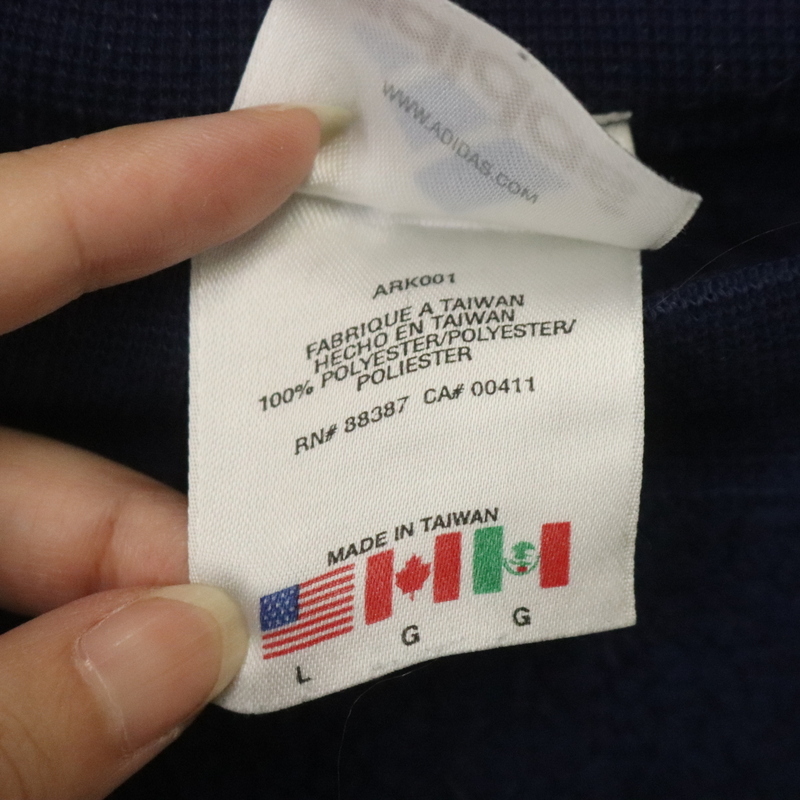 adidas
WWW.ADIDAS.COM
ARK001
FABRIQUE A TAIWAN
HECHO EN TAIWAN
100% POLYESTER/POLYESTER/
POLIESTER
RN# 88387 CA# 00411
MADE IN TAIWAN
L G G